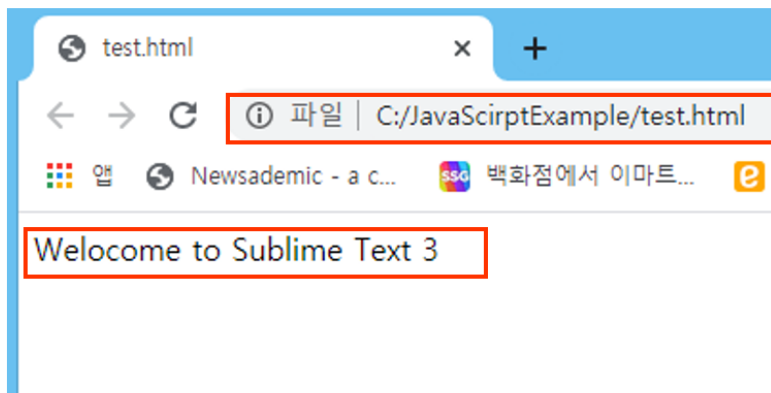 test.html
파일 C:/JavaScirptExample/test.html
앱 Newsademic - a c... SSG 백화점에서 이마트... e
Welocome to Sublime Text 3